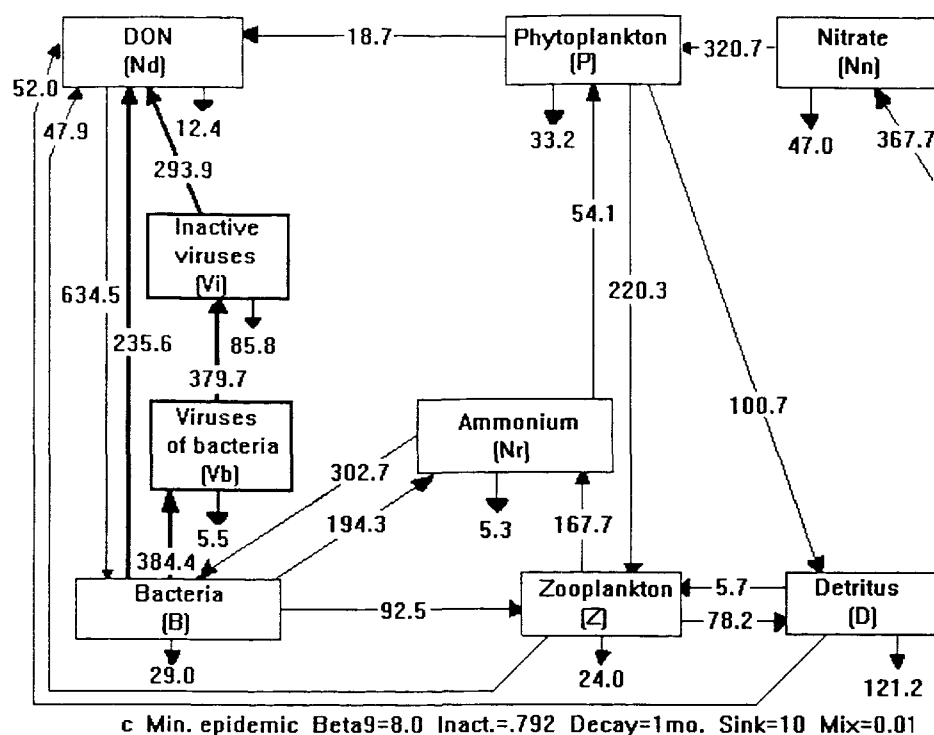 DON
(Nd)
18.7
Phytoplankton
(P)
320.7
Nitrate
(Nn)
52.0
47.9
12.4
33.2
47.0
367.7
293.9
54.1
Inactive
viruses
(Vi)
634.5
220.3
235.6
85.8
379.7
100.7
Viruses
of bacteria
(Vb)
Ammonium
(Nr)
302.7
194.3
5.5
5.3
167.7
384.4
Bacteria
(B)
92.5
Zooplankton
(Z)
5.7
78.2
Detritus
(D)
29.0
24.0
121.2
c Min. epidemic Beta9=8.0 Inact.=.792 Decay=1mo. Sink=10 Mix=0.01